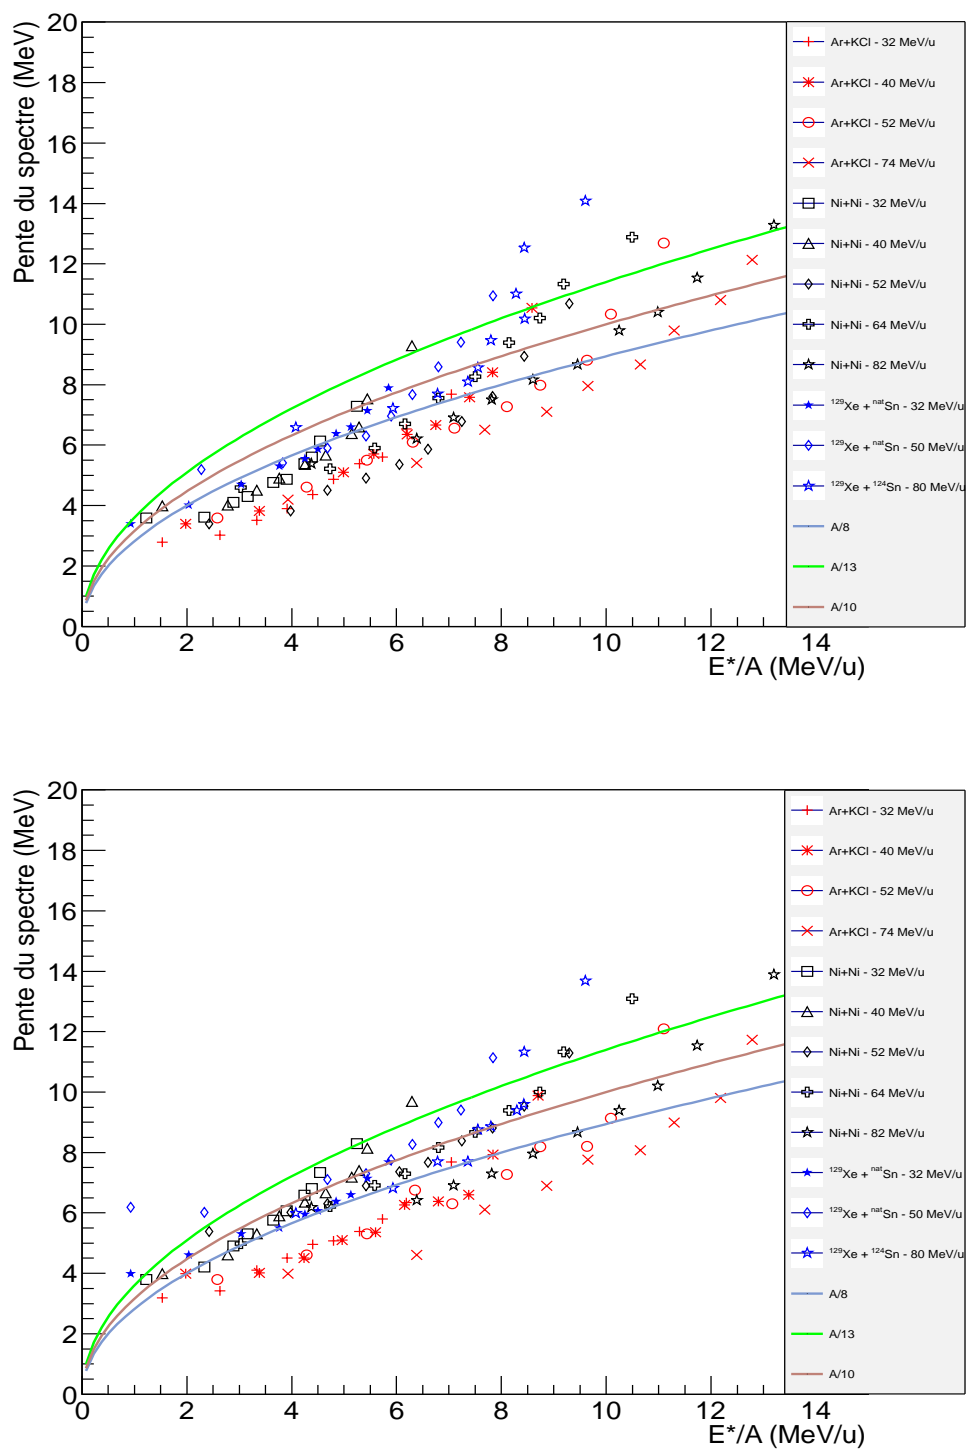 Pente du spectre (MeV)
20
18
16
14
12
10
8
6
4
2
0
0 2 4 6 8 10 12 14
E*/A (MeV/u)
Ar+KCl - 32 MeV/u
Ar+KCl - 40 MeV/u
Ar+KCl - 52 MeV/u
Ar+KCl - 74 MeV/u
Ni+Ni - 32 MeV/u
Ni+Ni - 40 MeV/u
Ni+Ni - 52 MeV/u
Ni+Ni - 64 MeV/u
Ni+Ni - 82 MeV/u
¹²⁹Xe + ⁿᵃᵗSn - 32 MeV/u
¹²⁹Xe + ⁿᵃᵗSn - 50 MeV/u
¹²⁹Xe + ¹²⁴Sn - 80 MeV/u
A/8
A/13
A/10
Pente du spectre (MeV)
20
18
16
14
12
10
8
6
4
2
0
0 2 4 6 8 10 12 14
E*/A (MeV/u)
Ar+KCl - 32 MeV/u
Ar+KCl - 40 MeV/u
Ar+KCl - 52 MeV/u
Ar+KCl - 74 MeV/u
Ni+Ni - 32 MeV/u
Ni+Ni - 40 MeV/u
Ni+Ni - 52 MeV/u
Ni+Ni - 64 MeV/u
Ni+Ni - 82 MeV/u
¹²⁹Xe + ⁿᵃᵗSn - 32 MeV/u
¹²⁹Xe + ⁿᵃᵗSn - 50 MeV/u
¹²⁹Xe + ¹²⁴Sn - 80 MeV/u
A/8
A/13
A/10